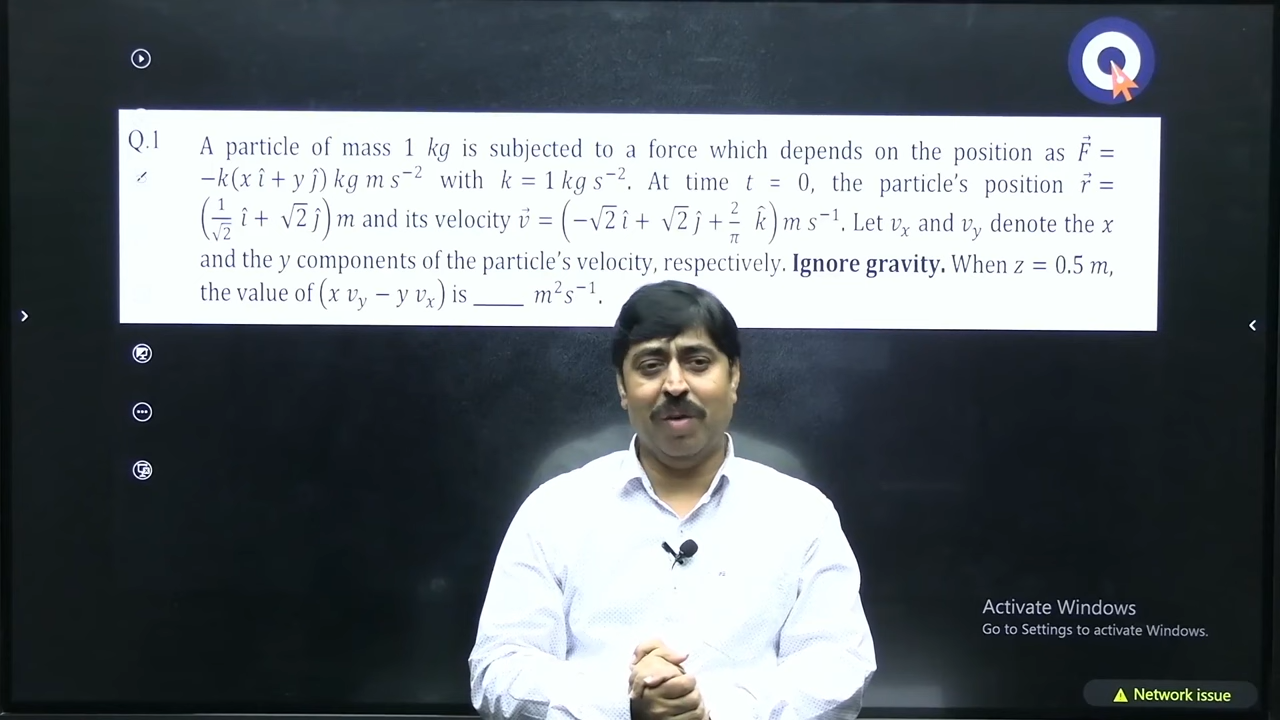 Q.1 A particle of mass 1 kg is subjected to a force which depends on the position as F⃗ =
−k(x î + y ĵ) kg m s⁻² with k = 1 kg s⁻². At time t = 0, the particle's position r⃗ =
(1/√2 î + √2 ĵ) m and its velocity v⃗ = (−√2 î + √2 ĵ + 2/π k̂) m s⁻¹. Let vₓ and v_y denote the x
and the y components of the particle's velocity, respectively. Ignore gravity. When z = 0.5 m,
the value of (x v_y − y vₓ) is ____ m²s⁻¹.
Activate Windows
Go to Settings to activate Windows.
Network issue